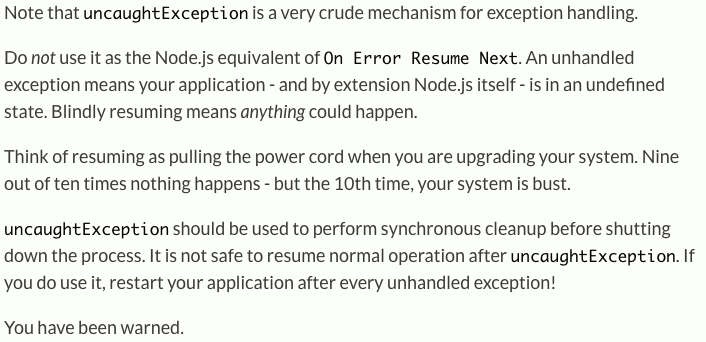 Note that uncaughtException is a very crude mechanism for exception handling.
Do not use it as the Node.js equivalent of On Error Resume Next. An unhandled
exception means your application - and by extension Node.js itself - is in an undefined
state. Blindly resuming means anything could happen.
Think of resuming as pulling the power cord when you are upgrading your system. Nine
out of ten times nothing happens - but the 10th time, your system is bust.
uncaughtException should be used to perform synchronous cleanup before shutting
down the process. It is not safe to resume normal operation after uncaughtException. If
you do use it, restart your application after every unhandled exception!
You have been warned.